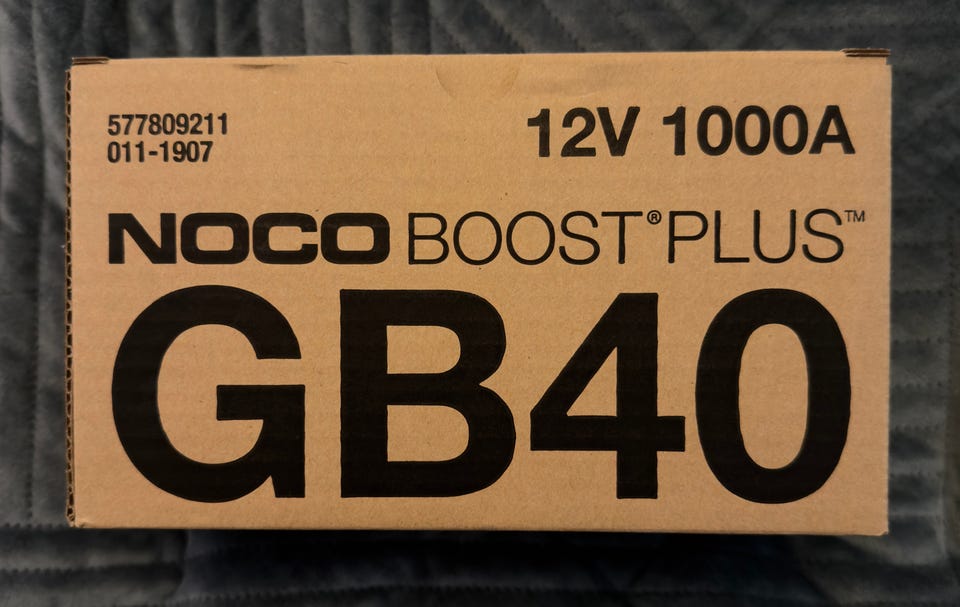 577809211
011-1907
12V 1000A
NOCO BOOST®PLUS™
GB40